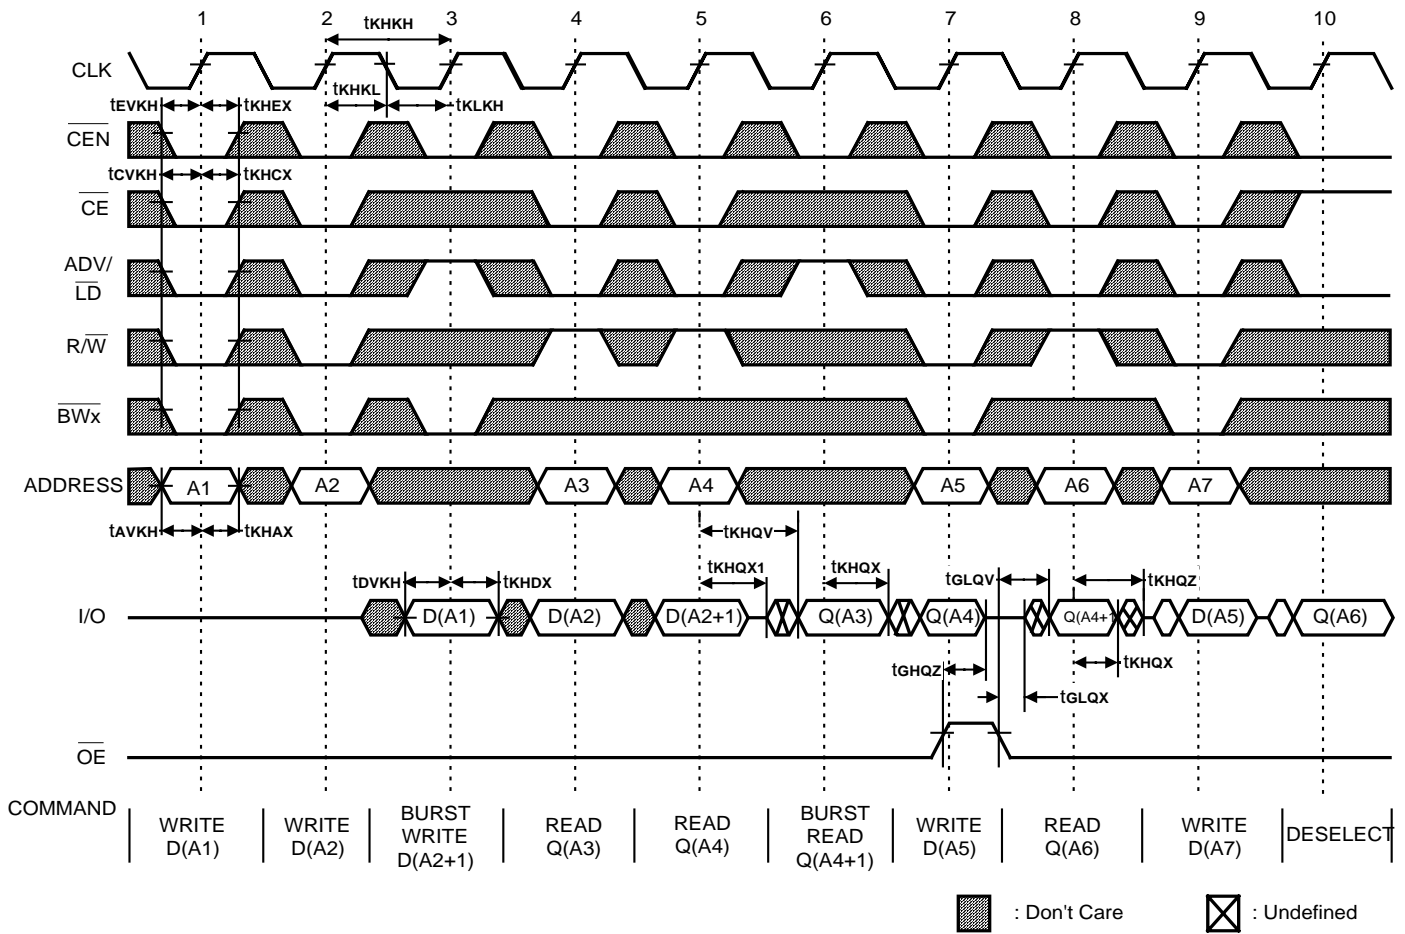 1 2 3 4 5 6 7 8 9 10
tKHKH
CLK
tKHKL tKLKH
tEVKH tKHEX
CEN
tCVKH tKHCX
CE
ADV/
LD
R/W
BWx
ADDRESS A1 A2 A3 A4 A5 A6 A7
tAVKH tKHAX tKHQV
tDVKH tKHDX tKHQX1 tKHQX tGLQV tKHQZ
I/O D(A1) D(A2) D(A2+1) Q(A3) Q(A4) Q(A4+1 D(A5) Q(A6)
tGHQZ tKHQX
tGLQX
OE
COMMAND
WRITE
D(A1)
WRITE
D(A2)
BURST
WRITE
D(A2+1)
READ
Q(A3)
READ
Q(A4)
BURST
READ
Q(A4+1)
WRITE
D(A5)
READ
Q(A6)
WRITE
D(A7)
DESELECT
: Don't Care : Undefined